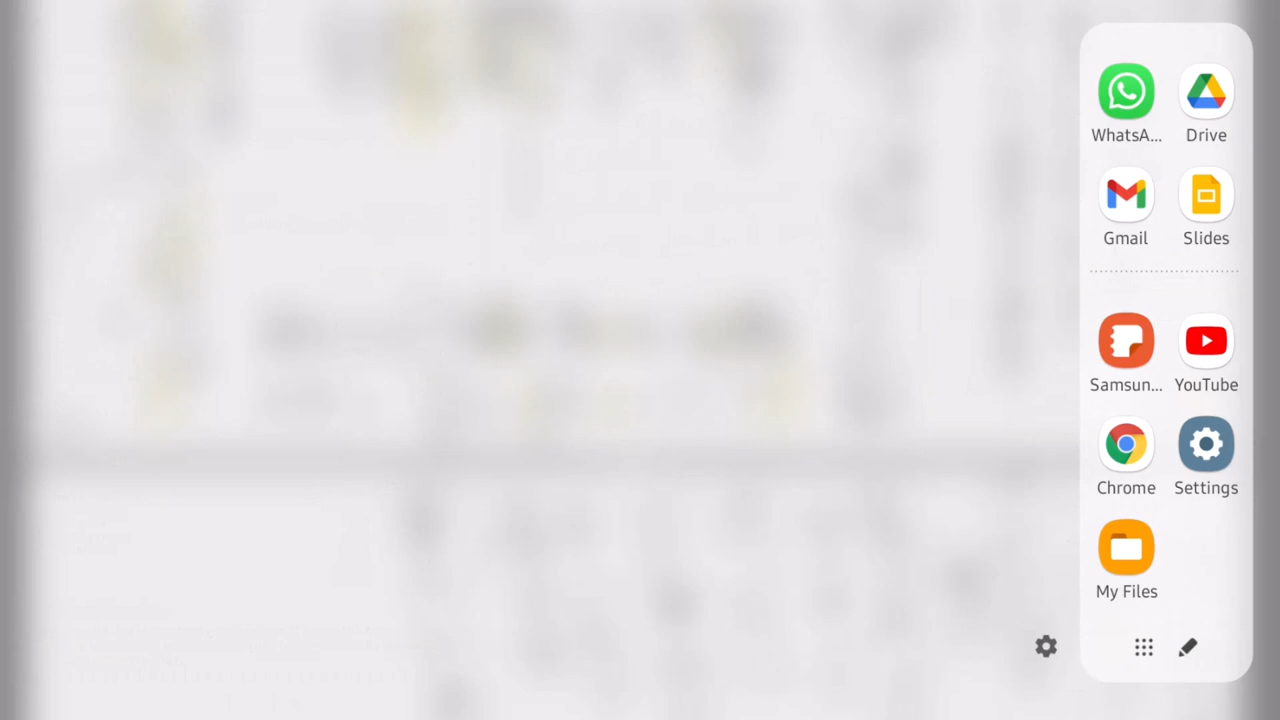 WhatsA... Drive
Gmail Slides
Samsun... YouTube
Chrome Settings
My Files